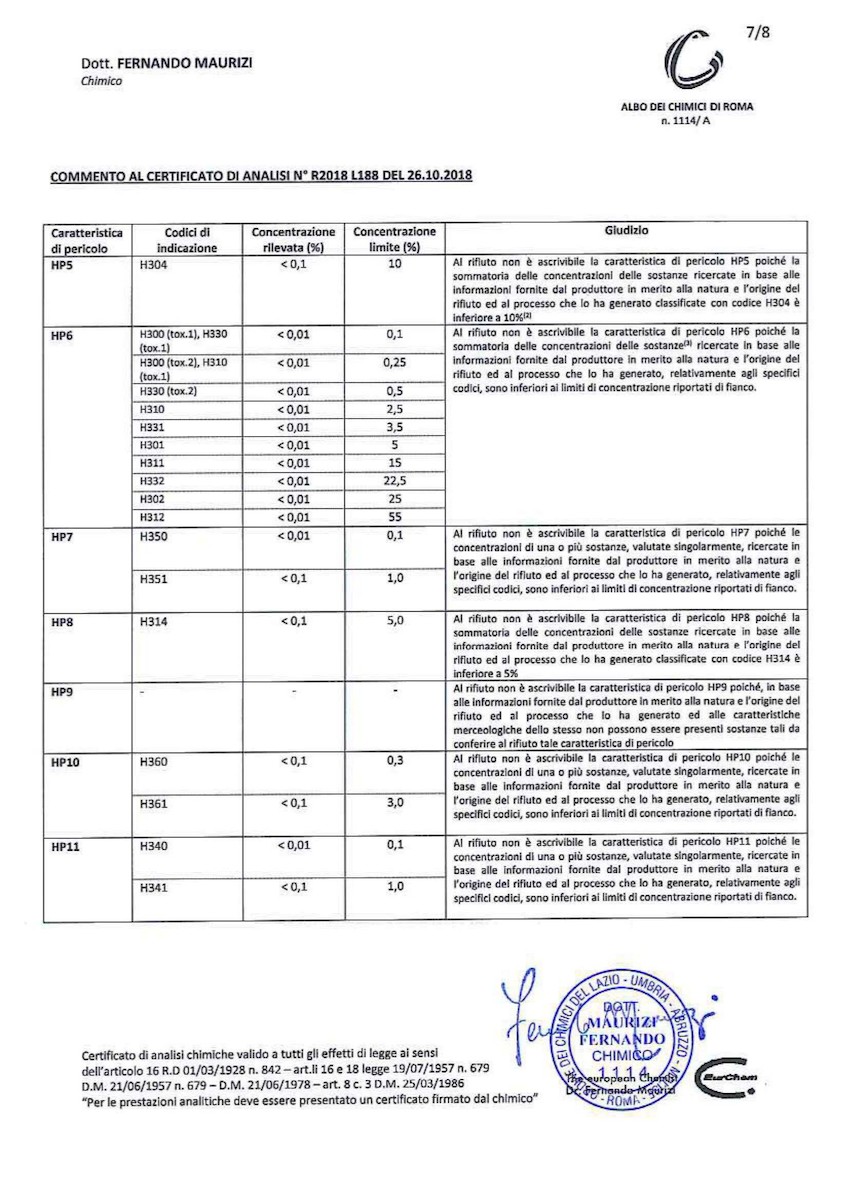 7/8
Dott. FERNANDO MAURIZI
Chimico
ALBO DEI CHIMICI DI ROMA
n. 1114/ A
COMMENTO AL CERTIFICATO DI ANALISI N° R2018 L188 DEL 26.10.2018
Caratteristica di pericolo Codici di indicazione Concentrazione rilevata (%) Concentrazione limite (%) Giudizio
HP5 H304 < 0,1 10
Al rifiuto non è ascrivibile la caratteristica di pericolo HP5 poiché la
sommatoria delle concentrazioni delle sostanze ricercate in base alle
informazioni fornite dal produttore in merito alla natura e l'origine del
rifiuto ed al processo che lo ha generato classificate con codice H304 è
inferiore a 10%(2)
HP6 H300 (tox.1), H330 (tox.1) < 0,01 0,1
H300 (tox.2), H310 (tox.1) < 0,01 0,25
H330 (tox.2) < 0,01 0,5
H310 < 0,01 2,5
H331 < 0,01 3,5
H301 < 0,01 5
H311 < 0,01 15
H332 < 0,01 22,5
H302 < 0,01 25
H312 < 0,01 55
Al rifiuto non è ascrivibile la caratteristica di pericolo HP6 poiché la
sommatoria delle concentrazioni delle sostanze(3) ricercate in base alle
informazioni fornite dal produttore in merito alla natura e l'origine del
rifiuto ed al processo che lo ha generato, relativamente agli specifici
codici, sono inferiori ai limiti di concentrazione riportati di fianco.
HP7 H350 < 0,01 0,1
H351 < 0,1 1,0
Al rifiuto non è ascrivibile la caratteristica di pericolo HP7 poiché le
concentrazioni di una o più sostanze, valutate singolarmente, ricercate in
base alle informazioni fornite dal produttore in merito alla natura e
l'origine del rifiuto ed al processo che lo ha generato, relativamente agli
specifici codici, sono inferiori ai limiti di concentrazione riportati di fianco.
HP8 H314 < 0,1 5,0
Al rifiuto non è ascrivibile la caratteristica di pericolo HP8 poiché la
sommatoria delle concentrazioni delle sostanze ricercate in base alle
informazioni fornite dal produttore in merito alla natura e l'origine del
rifiuto ed al processo che lo ha generato classificate con codice H314 è
inferiore a 5%
HP9 - - -
Al rifiuto non è ascrivibile la caratteristica di pericolo HP9 poiché, in base
alle informazioni fornite dal produttore in merito alla natura e l'origine del
rifiuto ed al processo che lo ha generato ed alle caratteristiche
merceologiche dello stesso non possono essere presenti sostanze tali da
conferire al rifiuto tale caratteristica di pericolo
HP10 H360 < 0,1 0,3
H361 < 0,1 3,0
Al rifiuto non è ascrivibile la caratteristica di pericolo HP10 poiché le
concentrazioni di una o più sostanze, valutate singolarmente, ricercate in
base alle informazioni fornite dal produttore in merito alla natura e
l'origine del rifiuto ed al processo che lo ha generato, relativamente agli
specifici codici, sono inferiori ai limiti di concentrazione riportati di fianco.
HP11 H340 < 0,01 0,1
H341 < 0,1 1,0
Al rifiuto non è ascrivibile la caratteristica di pericolo HP11 poiché le
concentrazioni di una o più sostanze, valutate singolarmente, ricercate in
base alle informazioni fornite dal produttore in merito alla natura e
l'origine del rifiuto ed al processo che lo ha generato, relativamente agli
specifici codici, sono inferiori ai limiti di concentrazione riportati di fianco.
Certificato di analisi chimiche valido a tutti gli effetti di legge ai sensi
dell'articolo 16 R.D 01/03/1928 n. 842 – art.li 16 e 18 legge 19/07/1957 n. 679
D.M. 21/06/1957 n. 679 – D.M. 21/06/1978 – art. 8 c. 3 D.M. 25/03/1986
"Per le prestazioni analitiche deve essere presentato un certificato firmato dal chimico"
DEI CHIMICI DEL LAZIO - UMBRIA - ABRUZZO - ROMA
DOTT.
MAURIZI
FERNANDO
CHIMICO
1114
european Chemist
Dr. Fernando Maurizi
EurChem